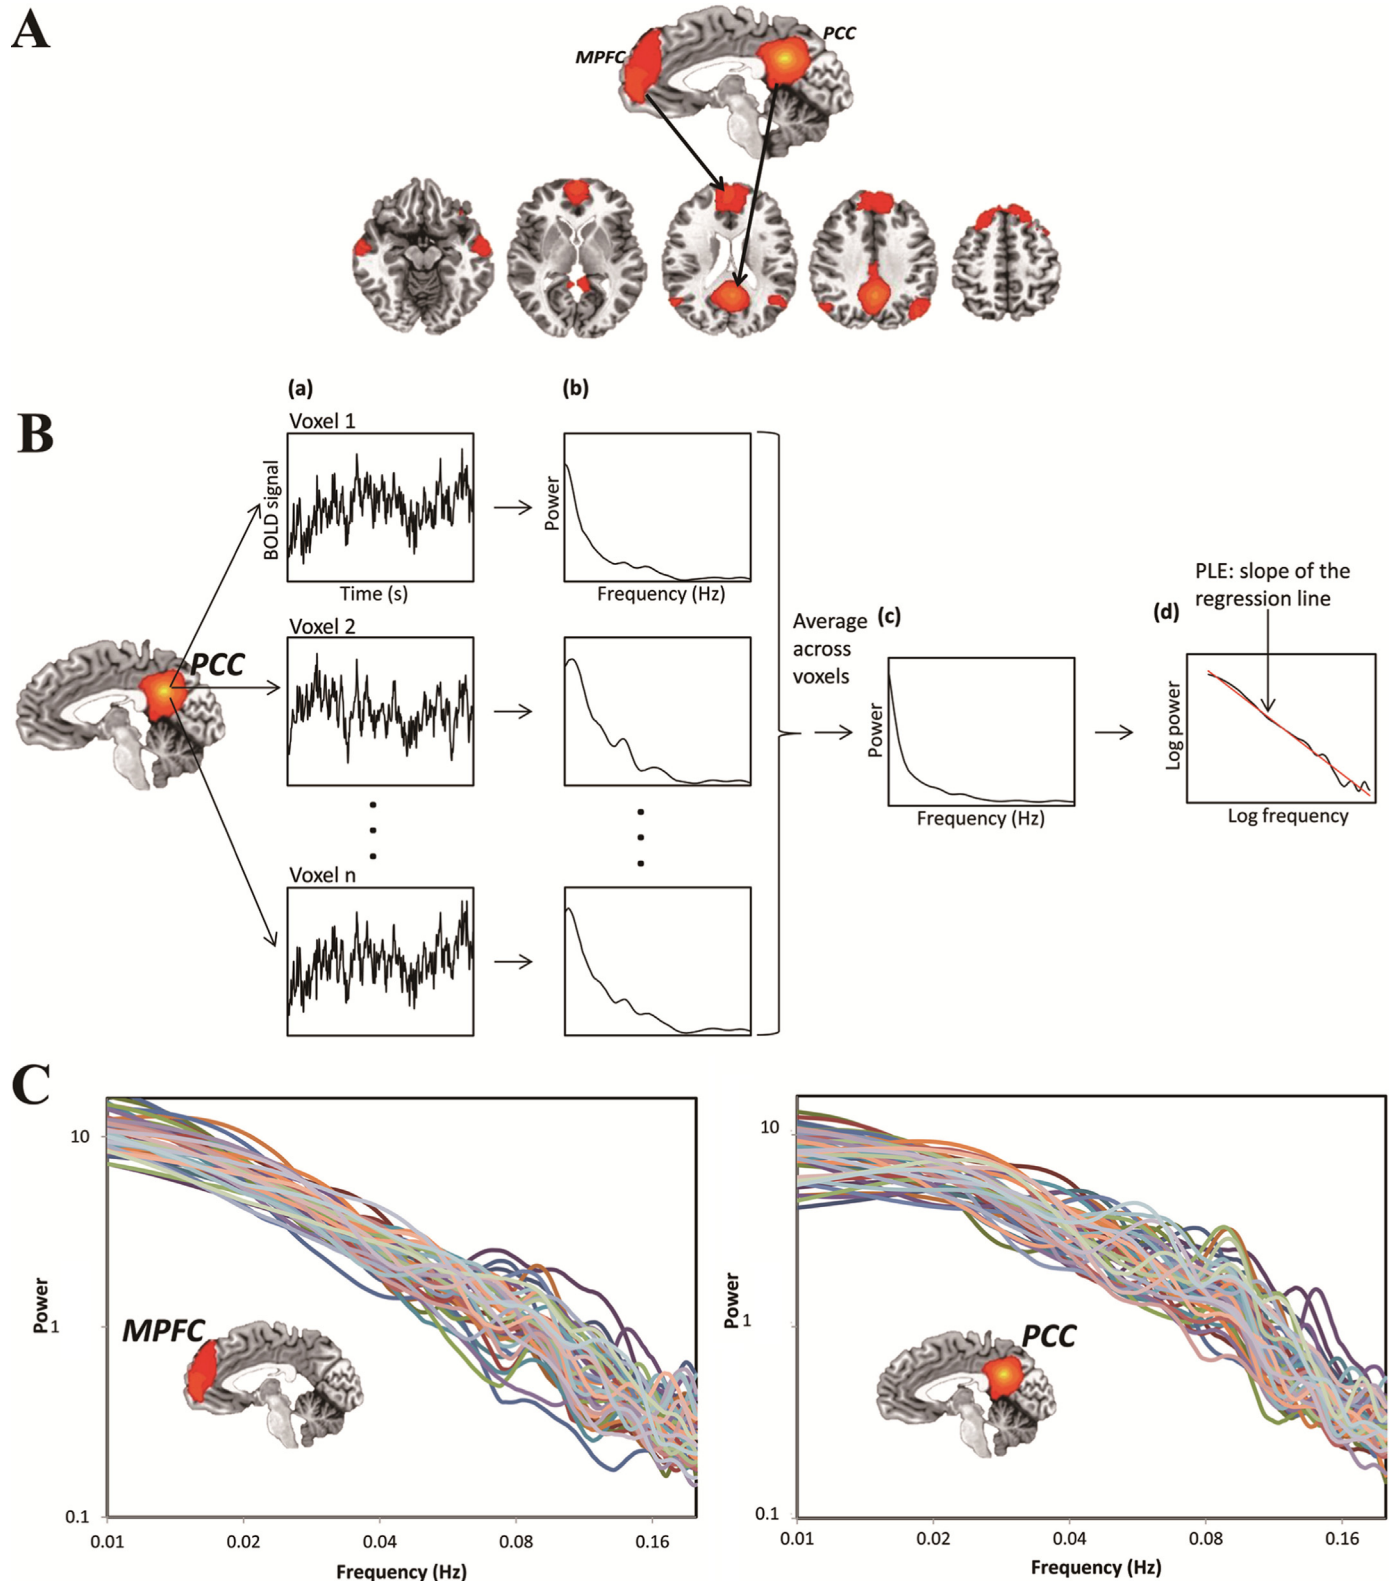 A
MPFC
PCC
B
(a)
(b)
Voxel 1
BOLD signal
Time (s)
Power
Frequency (Hz)
PCC
Voxel 2
Voxel n
Average
across
voxels
(c)
Power
Frequency (Hz)
PLE: slope of the
regression line
(d)
Log power
Log frequency
C
10
1
0.1
Power
MPFC
0.01
0.02
0.04
0.08
0.16
Frequency (Hz)
10
1
0.1
Power
PCC
0.01
0.02
0.04
0.08
0.16
Frequency (Hz)